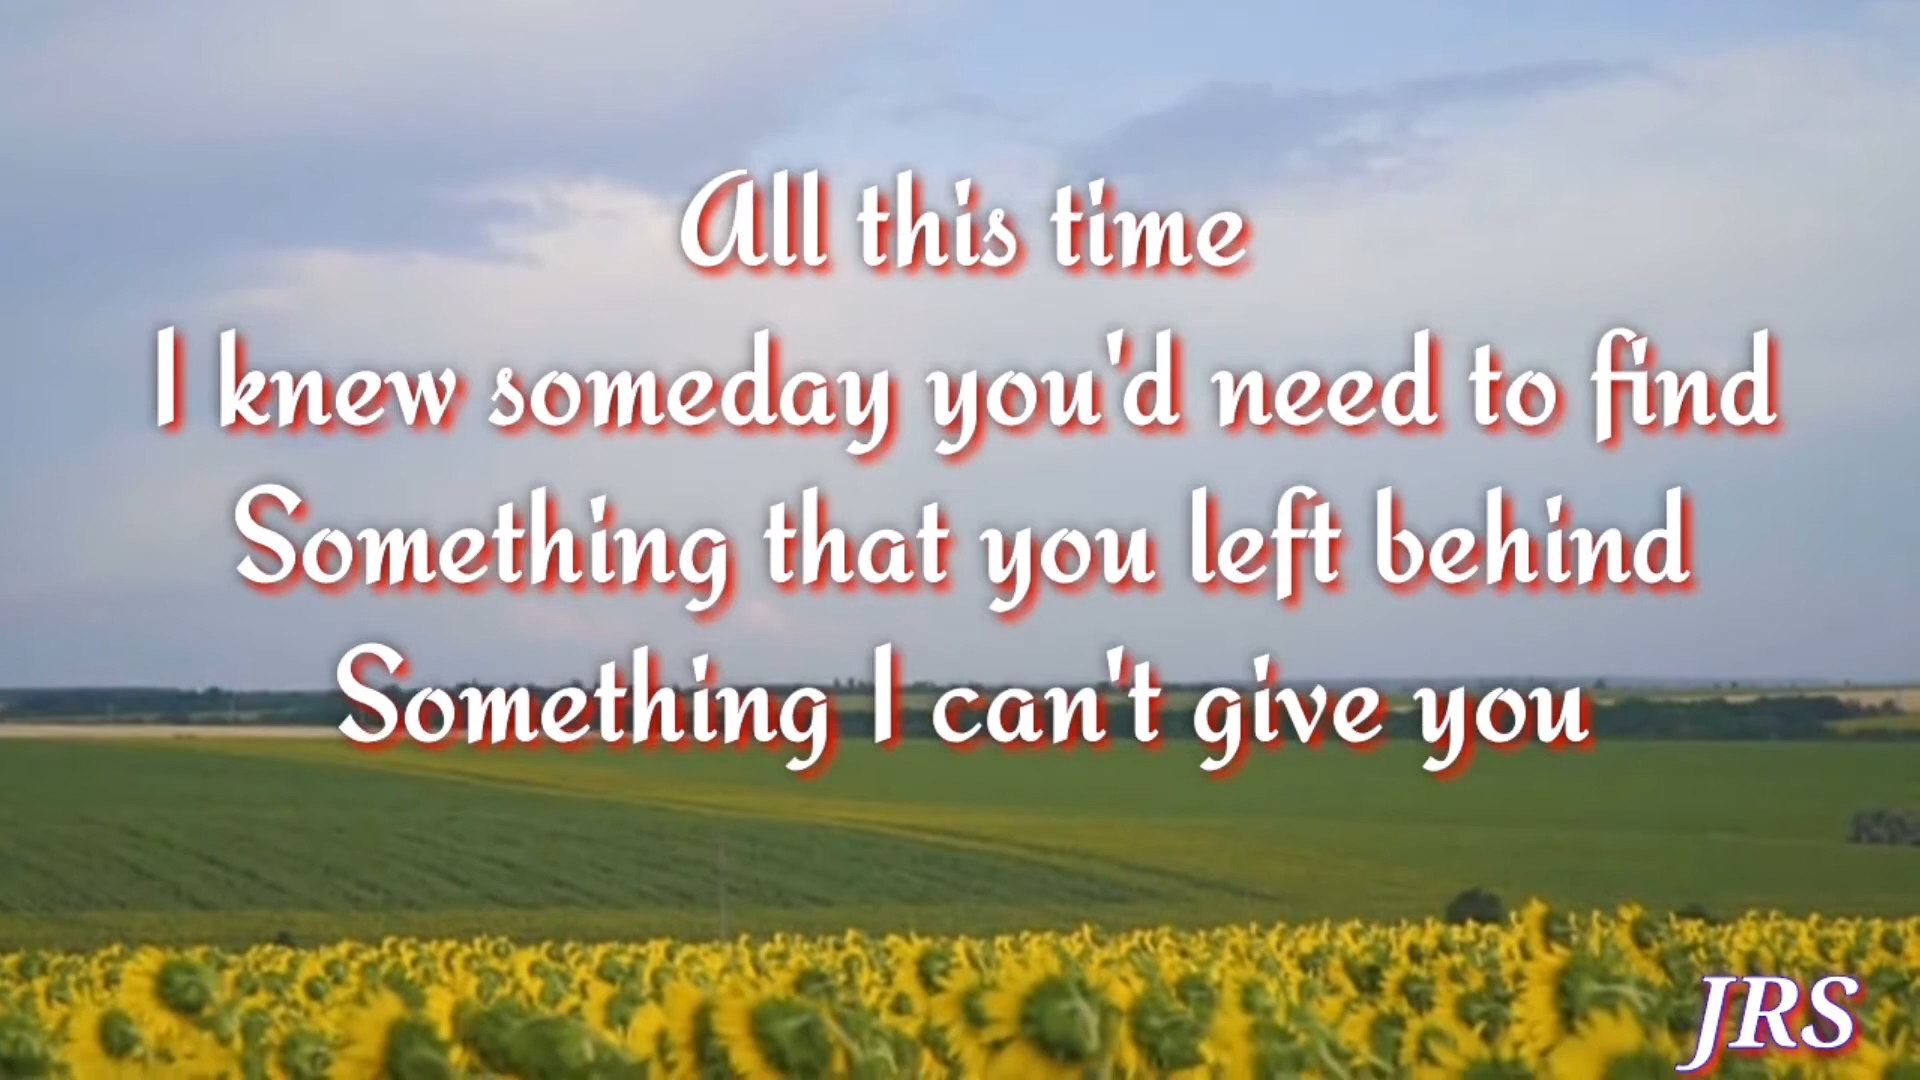 All this time
I knew someday you'd need to find
Something that you left behind
Something I can't give you
JRS